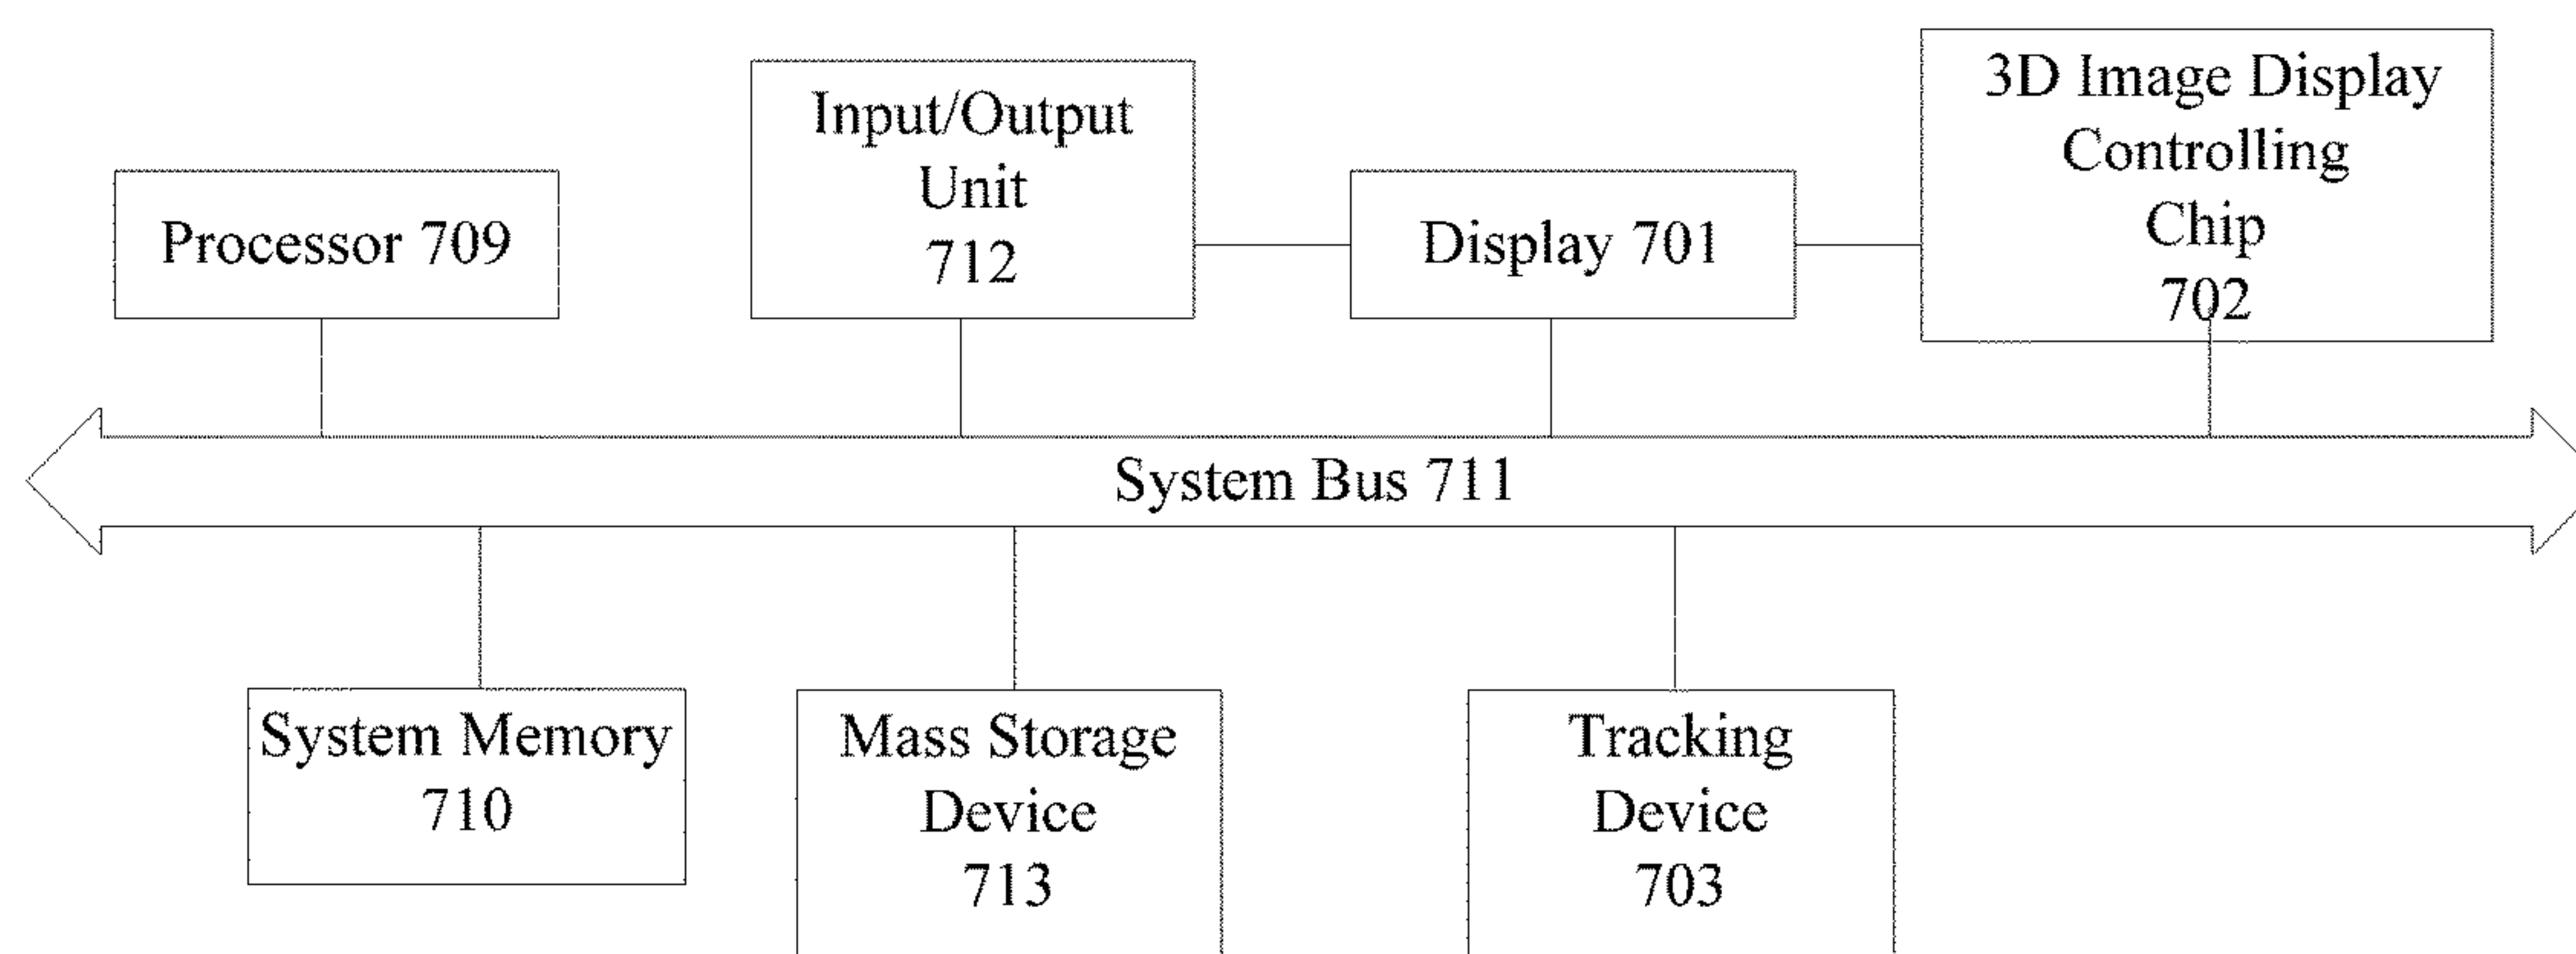 Processor 709
Input/Output
Unit
712
Display 701
3D Image Display
Controlling
Chip
702
System Bus 711
System Memory
710
Mass Storage
Device
713
Tracking
Device
703